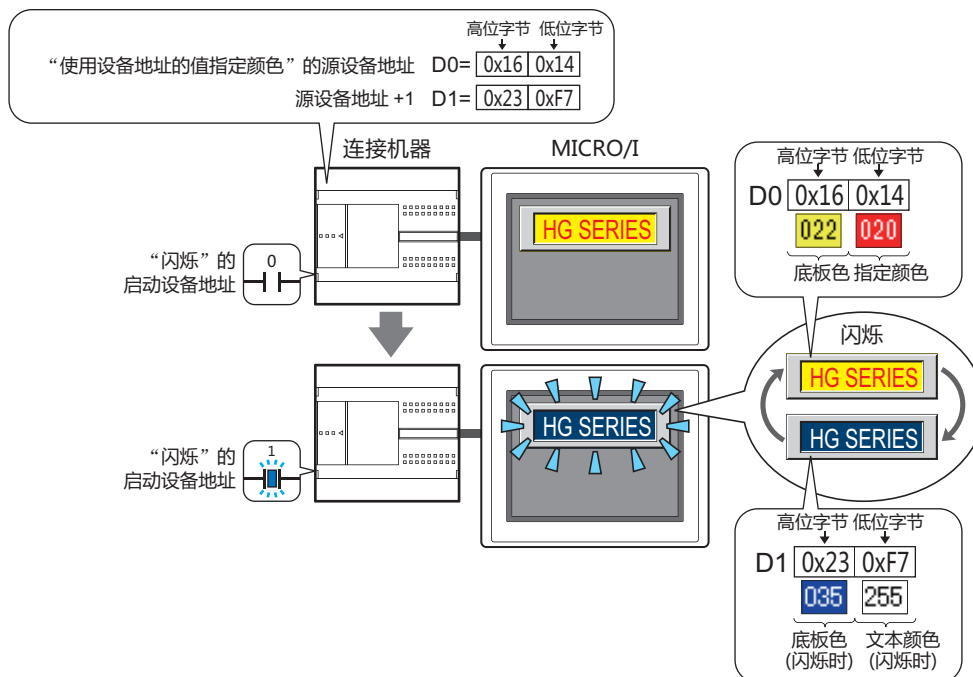 高位字节 低位字节
“使用设备地址的值指定颜色”的源设备地址 D0= 0x16 0x14
源设备地址 +1 D1= 0x23 0xF7
连接机器
MICRO/I
HG SERIES
“闪烁”的
启动设备地址
0
高位字节 低位字节
D0 0x16 0x14
022 020
底板色 指定颜色
闪烁
HG SERIES
HG SERIES
“闪烁”的
启动设备地址
1
HG SERIES
高位字节 低位字节
D1 0x23 0xF7
035 255
底板色 文本颜色
(闪烁时) (闪烁时)